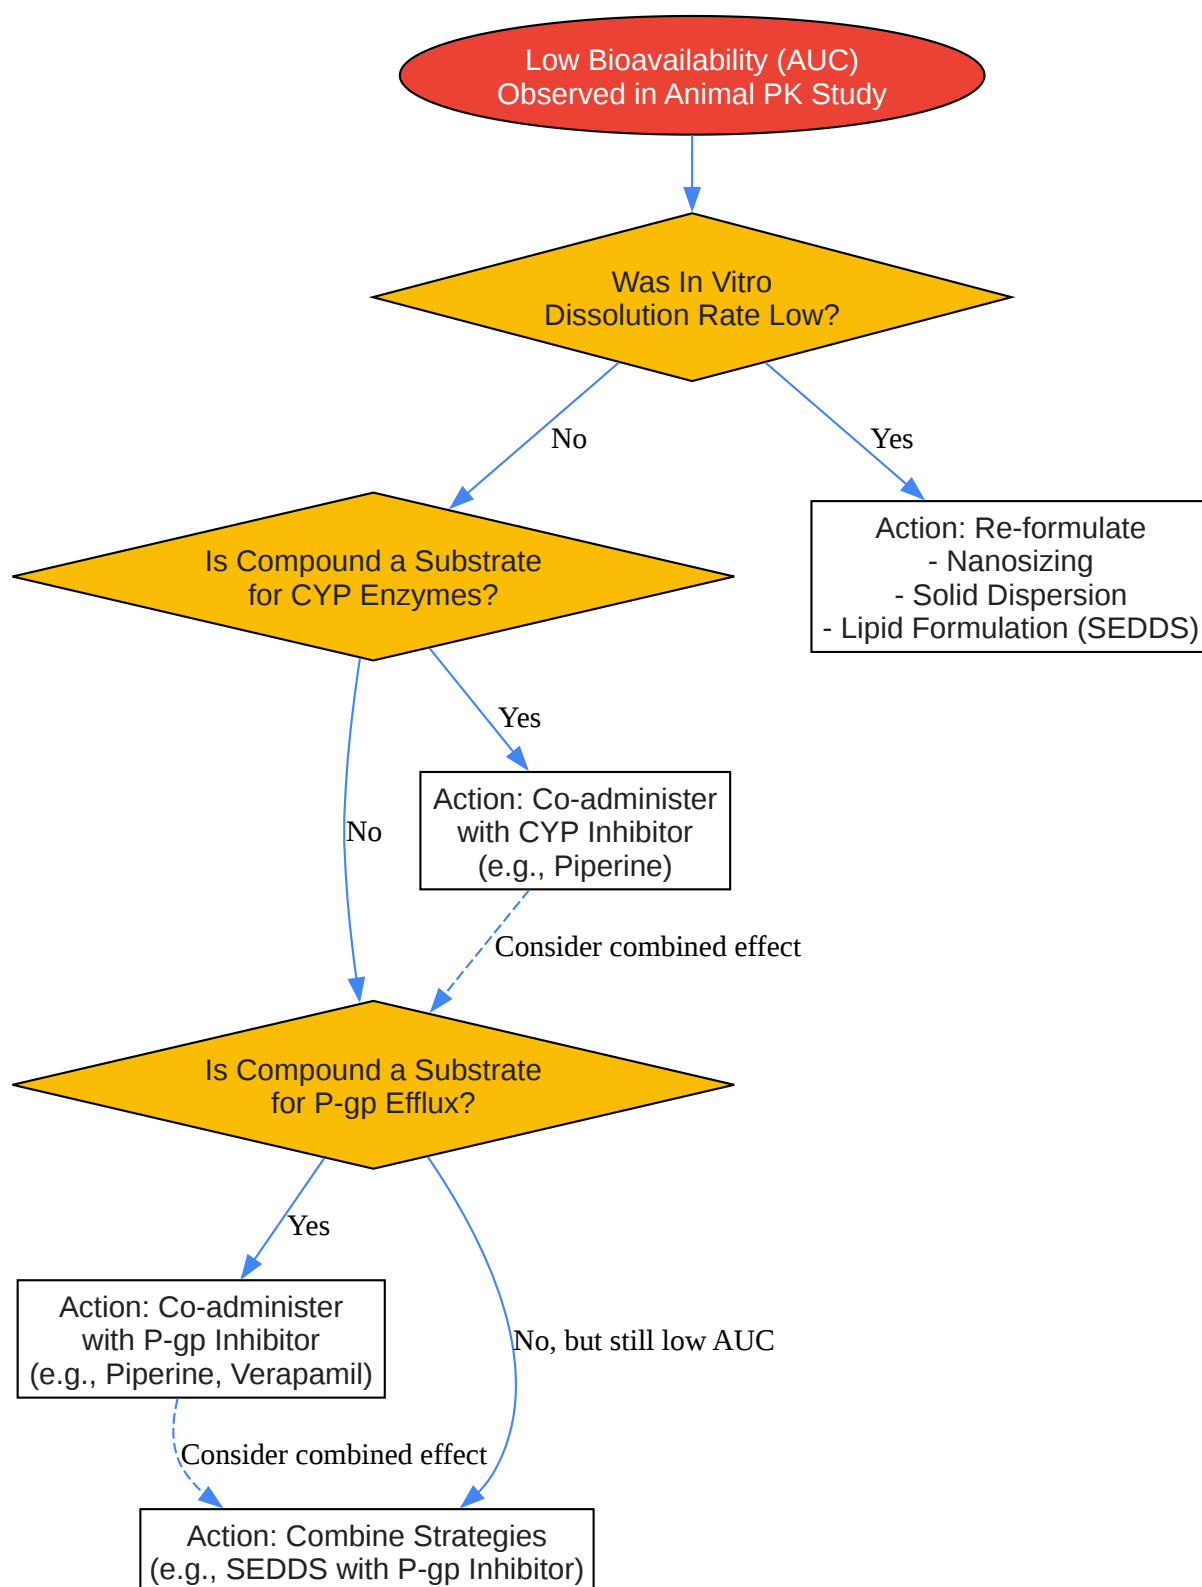 Low Bioavailability (AUC)
Observed in Animal PK Study
Was In Vitro
Dissolution Rate Low?
No
Yes
Is Compound a Substrate
for CYP Enzymes?
Action: Re-formulate
- Nanosizing
- Solid Dispersion
- Lipid Formulation (SEDDS)
Yes
No
Action: Co-administer
with CYP Inhibitor
(e.g., Piperine)
Consider combined effect
Is Compound a Substrate
for P-gp Efflux?
Yes
Action: Co-administer
with P-gp Inhibitor
(e.g., Piperine, Verapamil)
No, but still low AUC
Consider combined effect
Action: Combine Strategies
(e.g., SEDDS with P-gp Inhibitor)